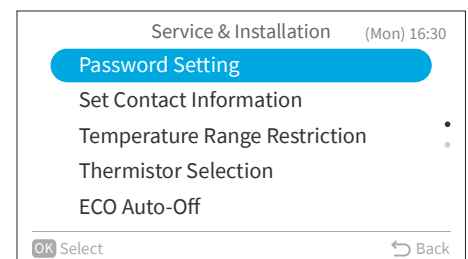 Service & Installation (Mon) 16:30
Password Setting
Set Contact Information
Temperature Range Restriction
Thermistor Selection
ECO Auto-Off
OK Select Back